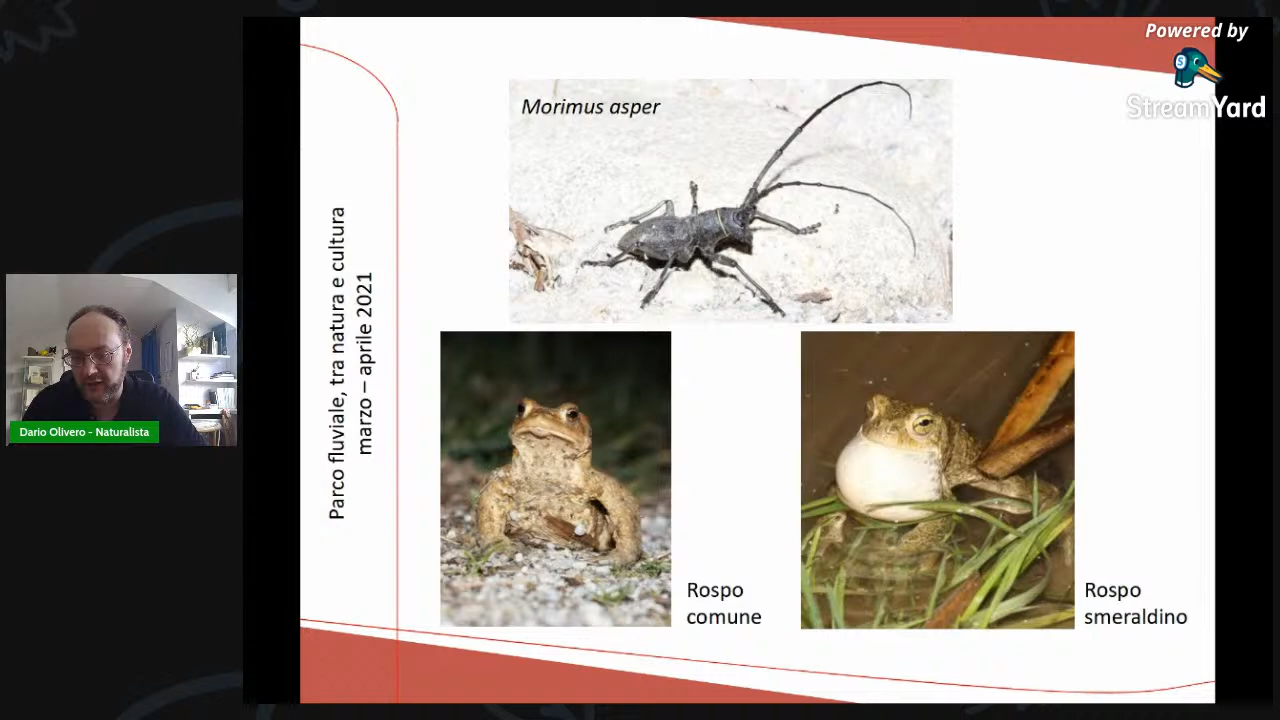 Powered by
StreamYard
Morimus asper
Parco fluviale, tra natura e cultura
marzo – aprile 2021
Dario Olivero - Naturalista
Rospo
comune
Rospo
smeraldino